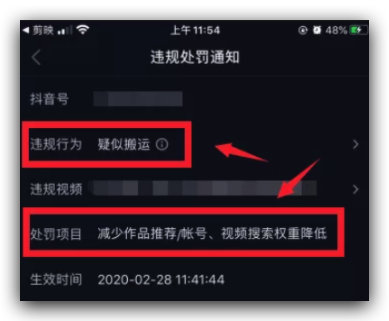 剪映 上午11:54 48%
违规处罚通知
抖音号
违规行为 疑似搬运
违规视频
处罚项目 减少作品推荐/帐号、视频搜索权重降低
生效时间 2020-02-28 11:41:44